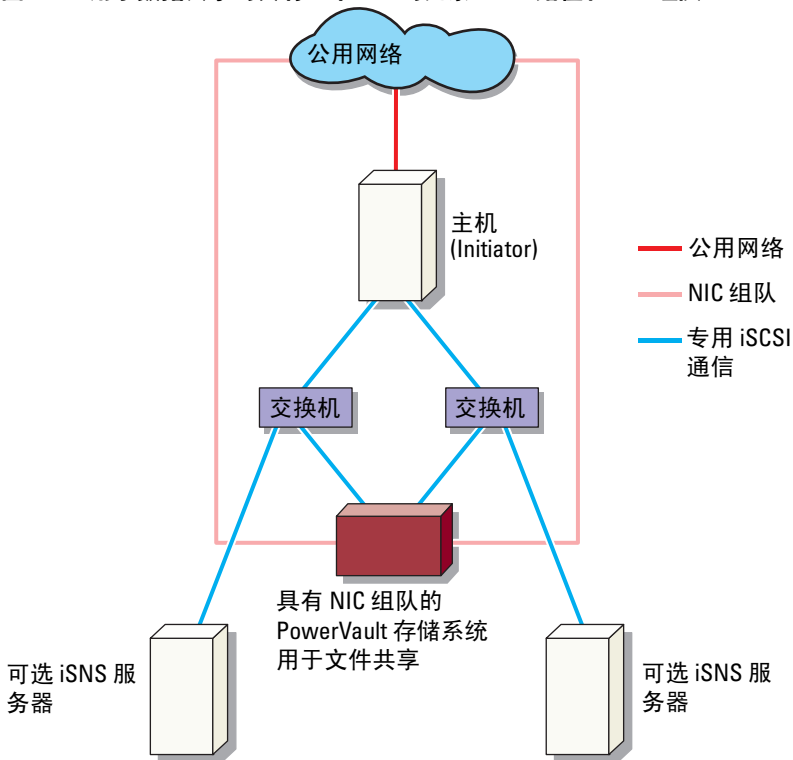 公用网络
主机
(Initiator)
公用网络
NIC 组队
专用 iSCSI
通信
交换机
交换机
具有 NIC 组队的
PowerVault 存储系统
用于文件共享
可选 iSNS 服
务器
可选 iSNS 服
务器